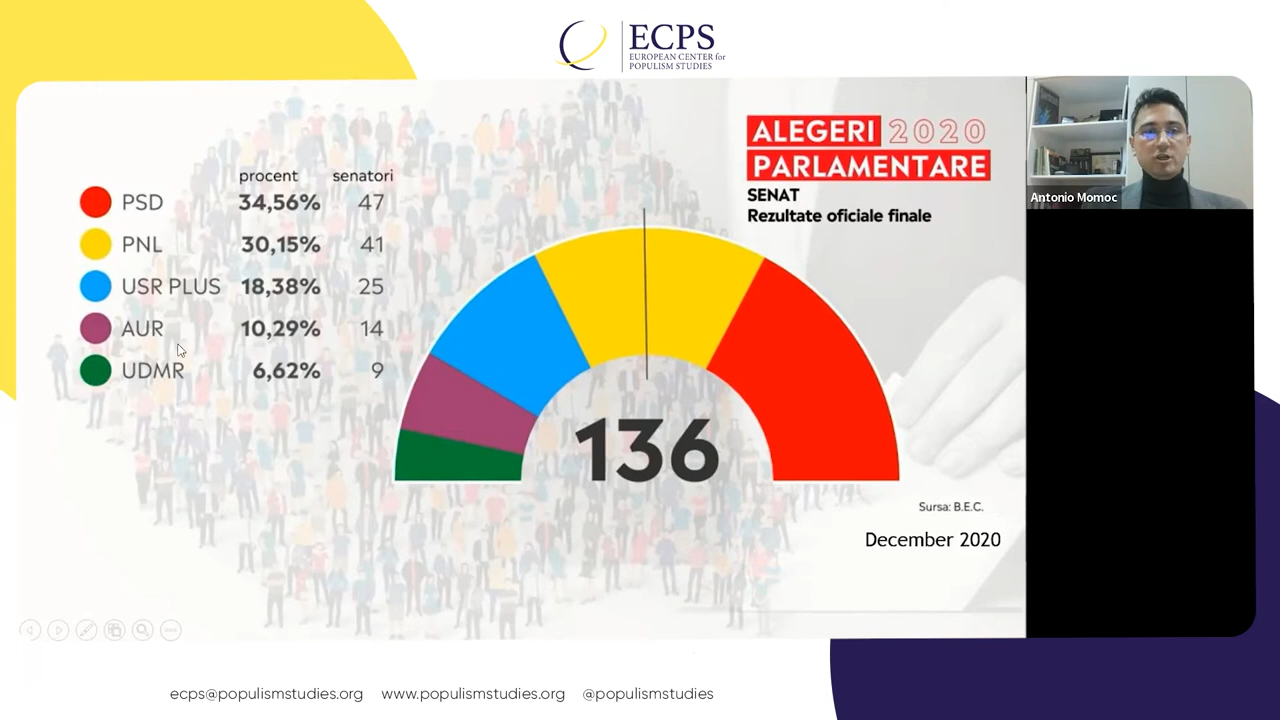 ECPS
EUROPEAN CENTER for
POPULISM STUDIES
ALEGERI 2020
PARLAMENTARE
SENAT
Rezultate oficiale finale
procent senatori
PSD 34,56% 47
PNL 30,15% 41
USR PLUS 18,38% 25
AUR 10,29% 14
UDMR 6,62% 9
136
Sursa: B.E.C.
December 2020
Antonio Momoc
ecps@populismstudies.org www.populismstudies.org @populismstudies